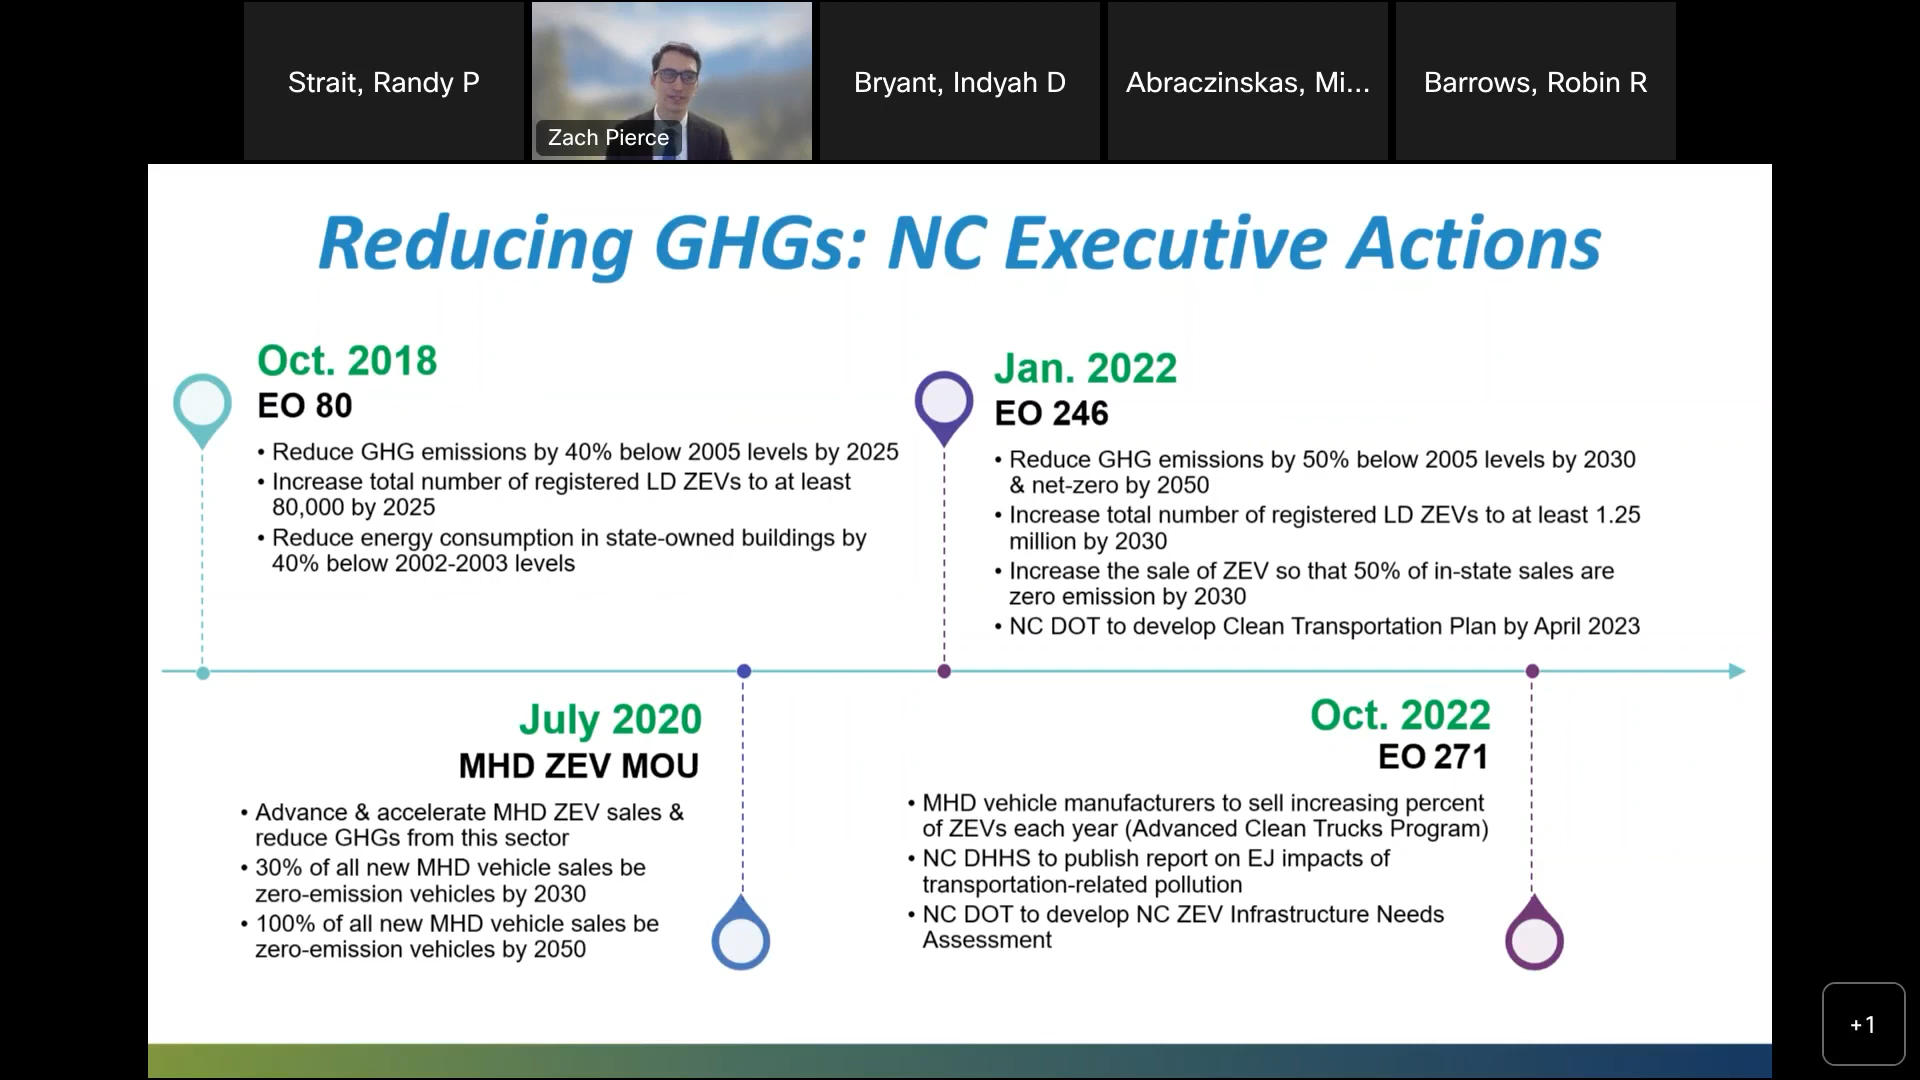 Strait, Randy P
Zach Pierce
Bryant, Indyah D
Abraczinskas, Mi...
Barrows, Robin R
Reducing GHGs: NC Executive Actions
Oct. 2018
EO 80
• Reduce GHG emissions by 40% below 2005 levels by 2025
• Increase total number of registered LD ZEVs to at least
80,000 by 2025
• Reduce energy consumption in state-owned buildings by
40% below 2002-2003 levels
Jan. 2022
EO 246
• Reduce GHG emissions by 50% below 2005 levels by 2030
& net-zero by 2050
• Increase total number of registered LD ZEVs to at least 1.25
million by 2030
• Increase the sale of ZEV so that 50% of in-state sales are
zero emission by 2030
• NC DOT to develop Clean Transportation Plan by April 2023
July 2020
MHD ZEV MOU
• Advance & accelerate MHD ZEV sales &
reduce GHGs from this sector
• 30% of all new MHD vehicle sales be
zero-emission vehicles by 2030
• 100% of all new MHD vehicle sales be
zero-emission vehicles by 2050
Oct. 2022
EO 271
• MHD vehicle manufacturers to sell increasing percent
of ZEVs each year (Advanced Clean Trucks Program)
• NC DHHS to publish report on EJ impacts of
transportation-related pollution
• NC DOT to develop NC ZEV Infrastructure Needs
Assessment
+1